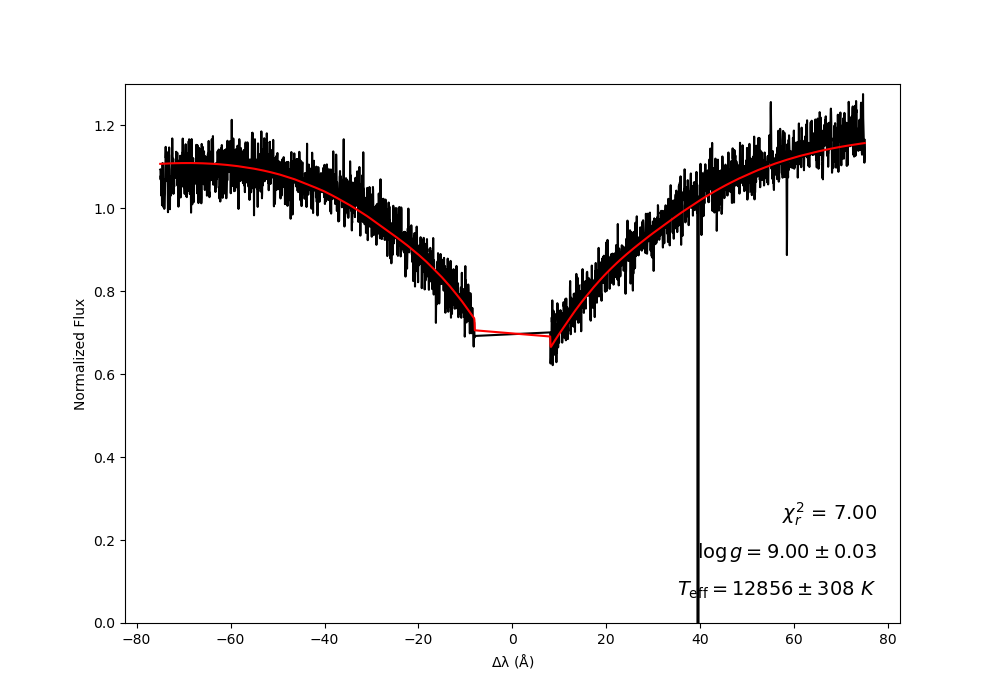 1.2
1.0
0.8
0.6
0.4
0.2
0.0
Normalized Flux
χ²ᵣ = 7.00
log g = 9.00 ± 0.03
T_eff = 12856 ± 308 K
−80 −60 −40 −20 0 20 40 60 80
Δλ (Å)